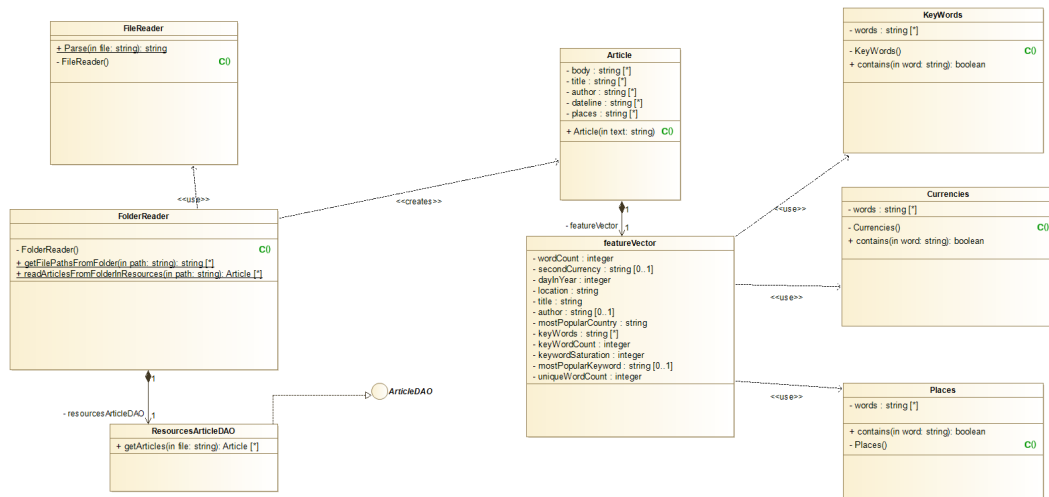 FileReader
+ Parse(in file: string): string
- FileReader() C()
<<use>>
FolderReader
- FolderReader() C()
+ getFilePathsFromFolder(in path: string): string [*]
+ readArticlesFromFolderInResources(in path: string): Article [*]
1
- resourcesArticleDAO
1
ResourcesArticleDAO
+ getArticles(in file: string): Article [*]
ArticleDAO
<<creates>>
Article
- body : string [*]
- title : string [*]
- author : string [*]
- dateline : string [*]
- places : string [*]
+ Article(in text: string) C()
1
- featureVector
1
featureVector
- wordCount : integer
- secondCurrency : string [0..1]
- dayInYear : integer
- location : string
- title : string
- author : string [0..1]
- mostPopularCountry : string
- keyWords : string [*]
- keyWordCount : integer
- keywordSaturation : integer
- mostPopularKeyword : string [0..1]
- uniqueWordCount : integer
<<use>>
<<use>>
<<use>>
KeyWords
- words : string [*]
- KeyWords() C()
+ contains(in word: string): boolean
Currencies
- words : string [*]
- Currencies() C()
+ contains(in word: string): boolean
Places
- words : string [*]
+ contains(in word: string): boolean
- Places() C()